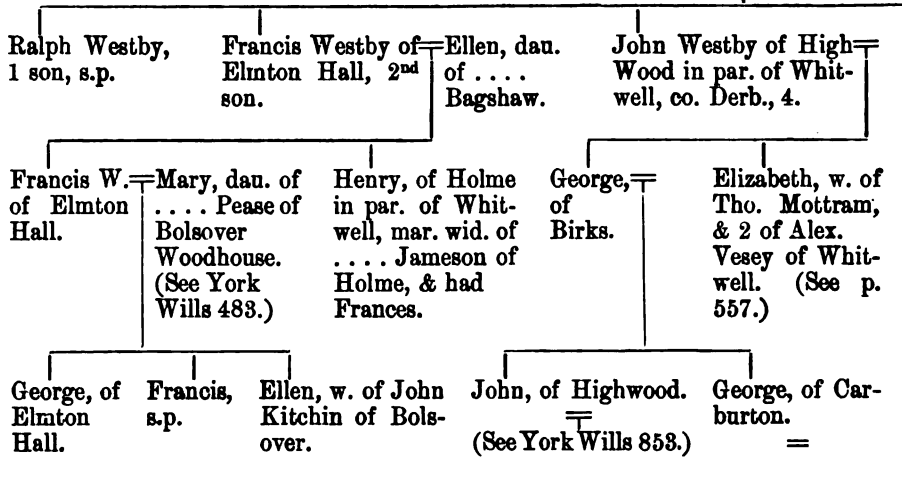 Ralph Westby,
1 son, s.p.
Francis Westby of
Elmton Hall, 2nd
son.
Ellen, dau.
of . . . .
Bagshaw.
John Westby of High
Wood in par. of Whit-
well, co. Derb., 4.
Francis W.
of Elmton
Hall.
Mary, dau. of
. . . . Pease of
Bolsover
Woodhouse.
(See York
Wills 483.)
Henry, of Holme
in par. of Whit-
well, mar. wid. of
. . . . Jameson of
Holme, & had
Frances.
George,
of
Birks.
Elizabeth, w. of
Tho. Mottram,
& 2 of Alex.
Vesey of Whit-
well. (See p.
557.)
George, of
Elmton
Hall.
Francis,
s.p.
Ellen, w. of John
Kitchin of Bols-
over.
John, of Highwood.
(See York Wills 853.)
George, of Car-
burton.
=